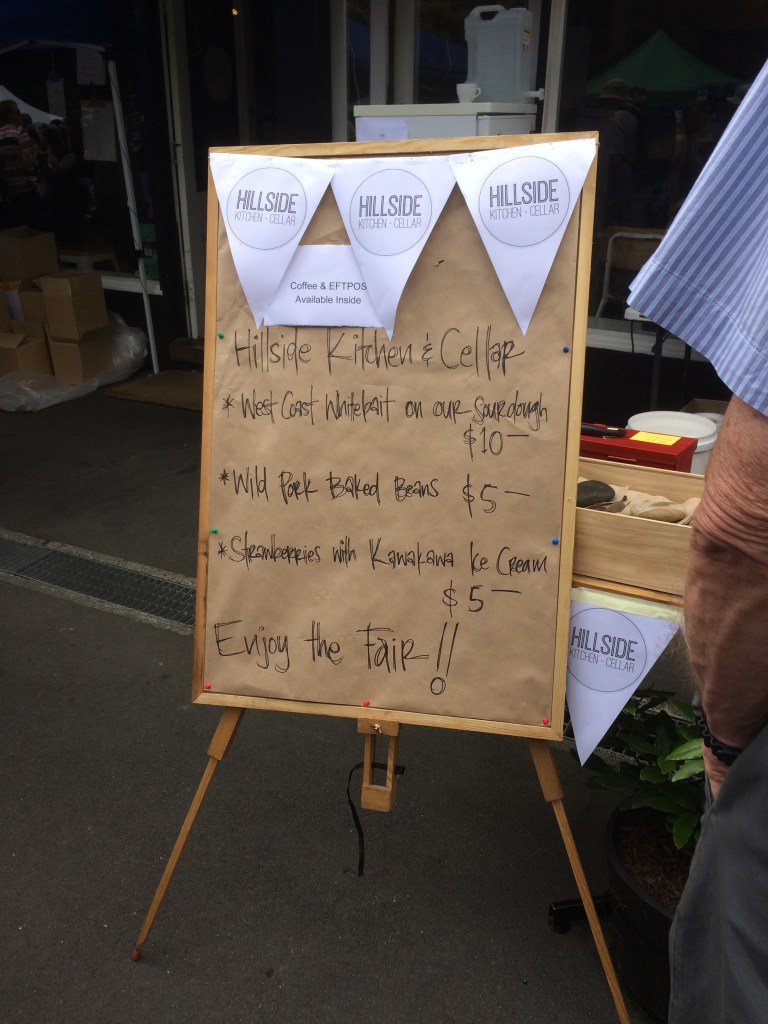 HILLSIDE
KITCHEN - CELLAR
HILLSIDE
KITCHEN - CELLAR
HILLSIDE
KITCHEN - CELLAR
Coffee & EFTPOS
Available Inside
Hillside Kitchen & Cellar
* West Coast Whitebait on our Sourdough
$10 —
* Wild Pork Baked Beans $5 —
* Strawberries with Kawakawa Ice Cream
$5 —
Enjoy the Fair!!
HILLSIDE
KITCHEN - CELLAR